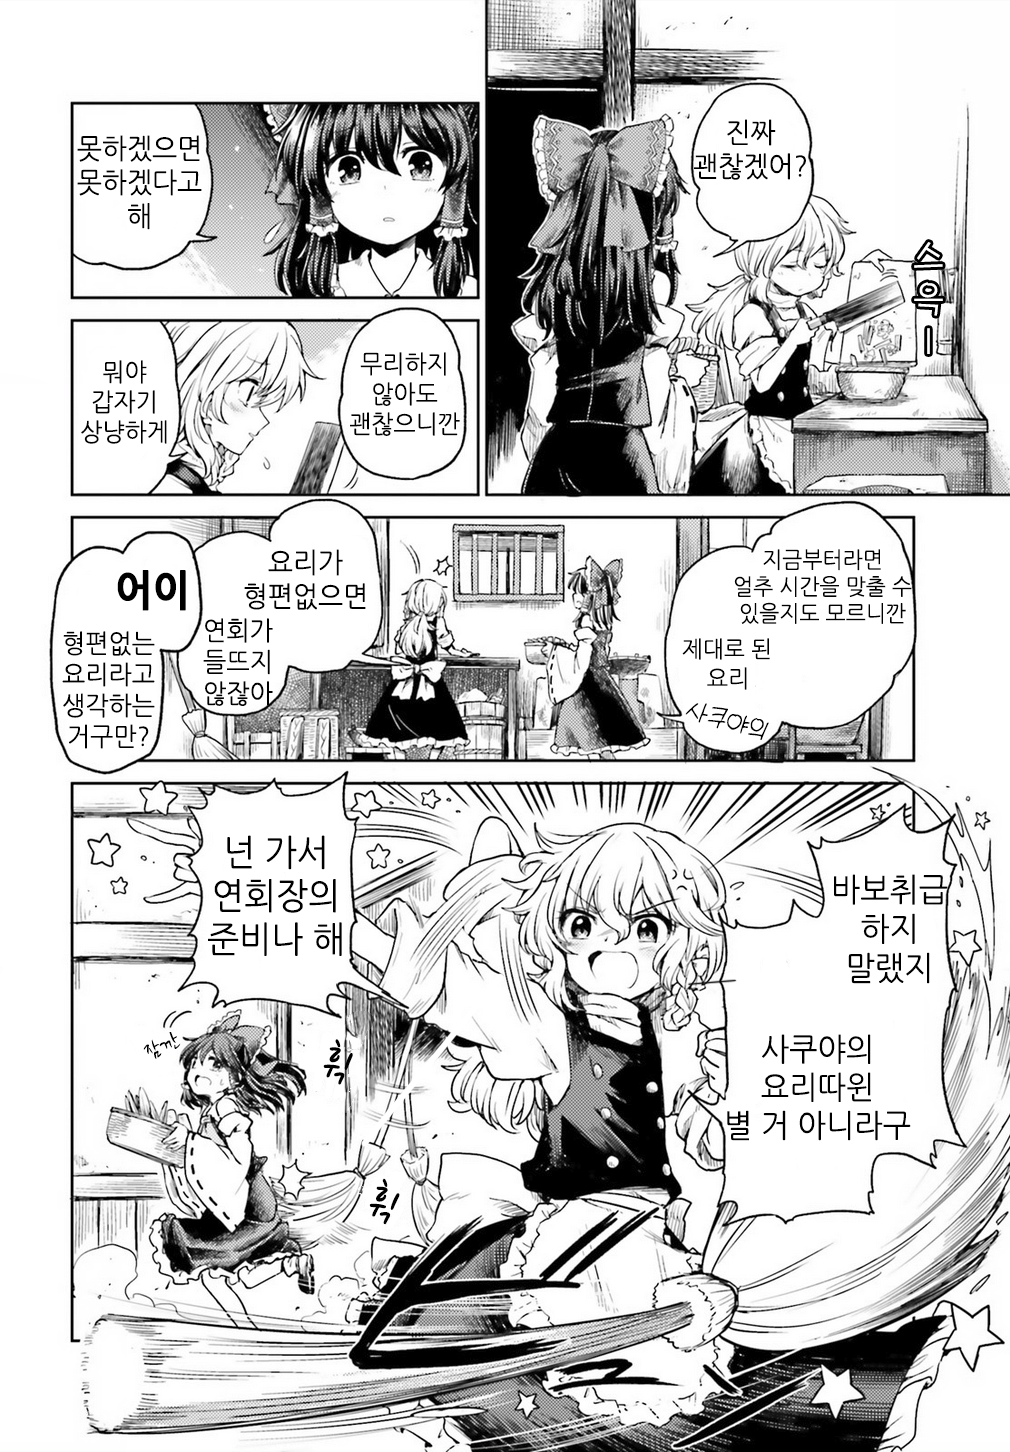 진짜
괜찮겠어?
스윽ー
못하겠으면
못하겠다고
해
무리하지
않아도
괜찮으니깐
뭐야
갑자기
상냥하게
지금부터라면
얼추 시간을 맞출 수
있을지도 모르니깐
제대로 된
요리
사쿠야의
요리가
형편없으면
연회가
들뜨지
않잖아
어이
형편없는
요리라고
생각하는
거구만?
바보취급
하지
말랬지
사쿠야의
요리따윈
별 거 아니라구
넌 가서
연회장의
준비나 해
잠깐
휙
휙